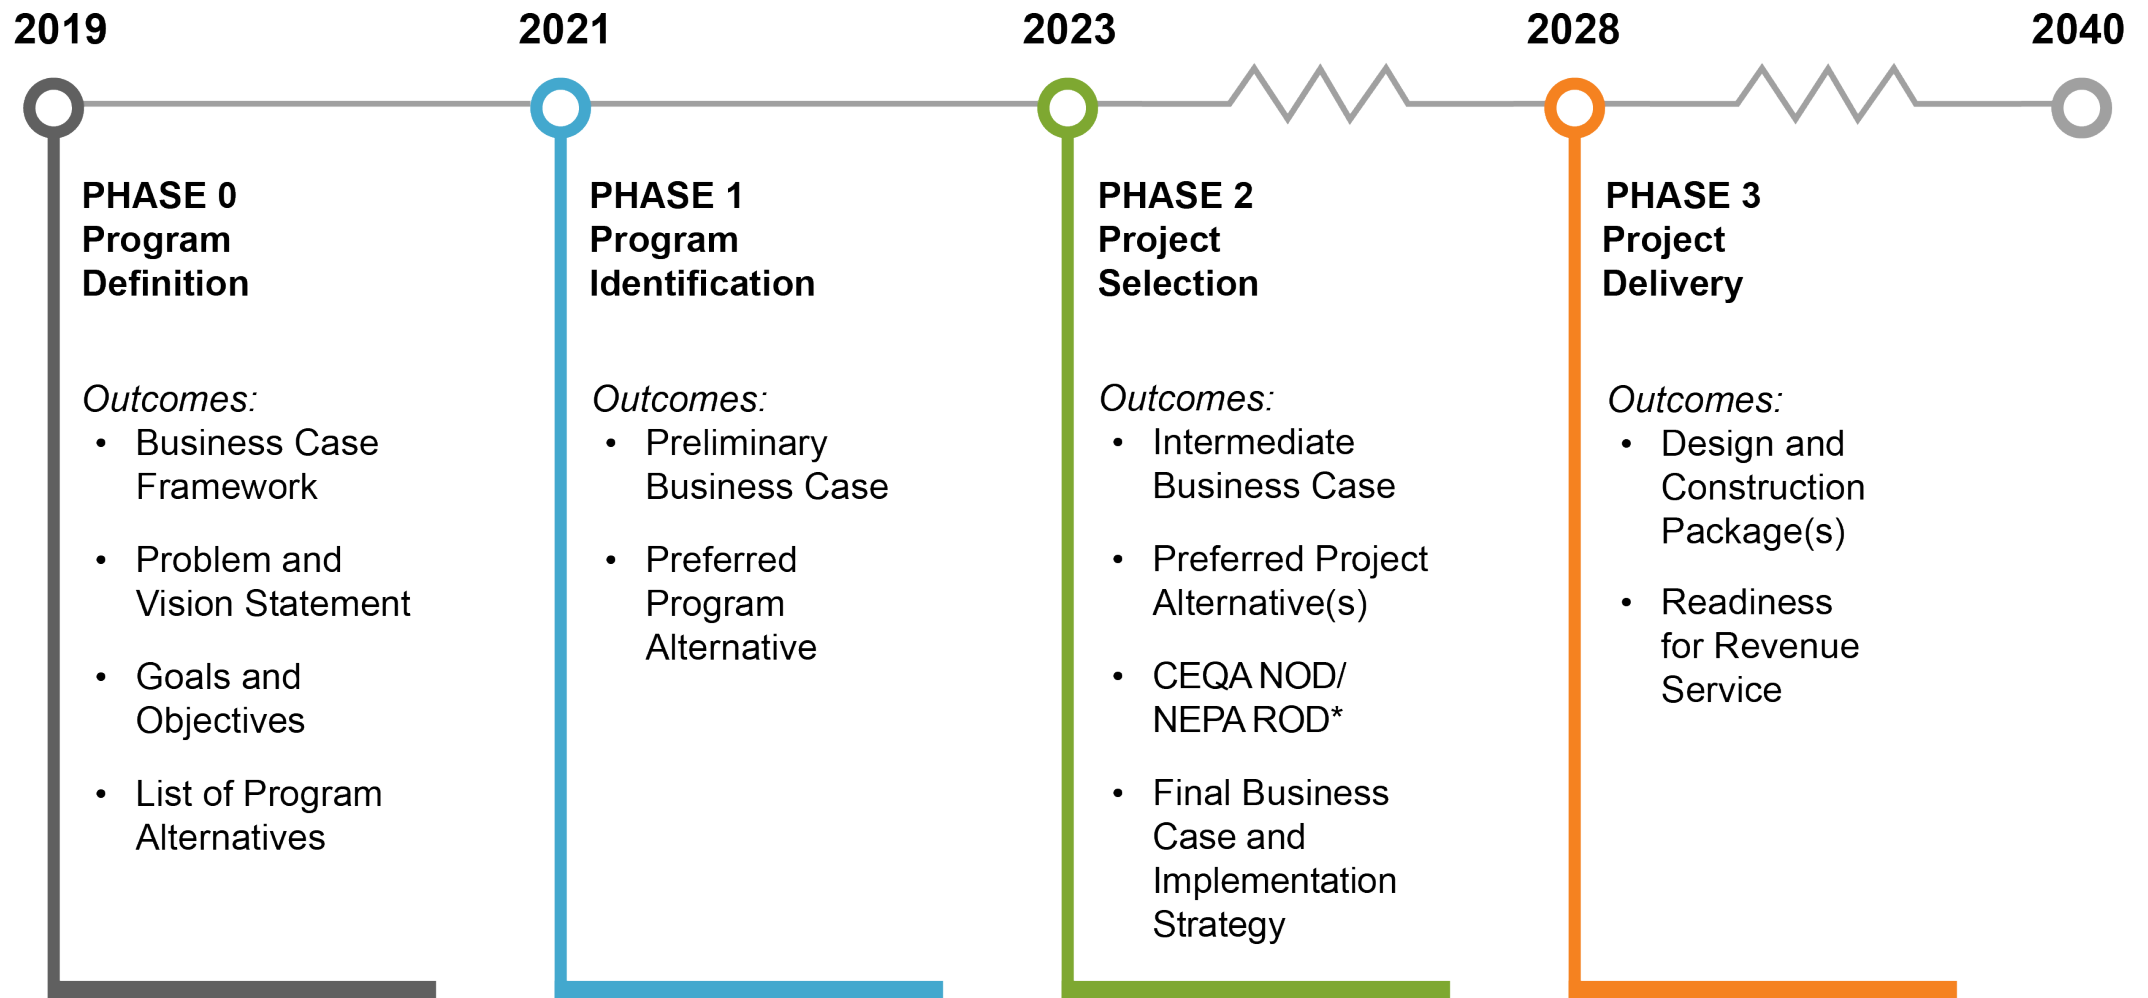 2019
2021
2023
2028
2040
PHASE 0
Program
Definition
Outcomes:
• Business Case
Framework
• Problem and
Vision Statement
• Goals and
Objectives
• List of Program
Alternatives
PHASE 1
Program
Identification
Outcomes:
• Preliminary
Business Case
• Preferred
Program
Alternative
PHASE 2
Project
Selection
Outcomes:
• Intermediate
Business Case
• Preferred Project
Alternative(s)
• CEQA NOD/
NEPA ROD*
• Final Business
Case and
Implementation
Strategy
PHASE 3
Project
Delivery
Outcomes:
• Design and
Construction
Package(s)
• Readiness
for Revenue
Service